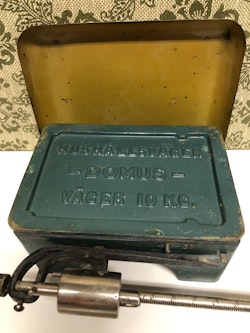 HUSHÅLLSVÅGEN
- DOMUS -
VÄGER 10 KG.